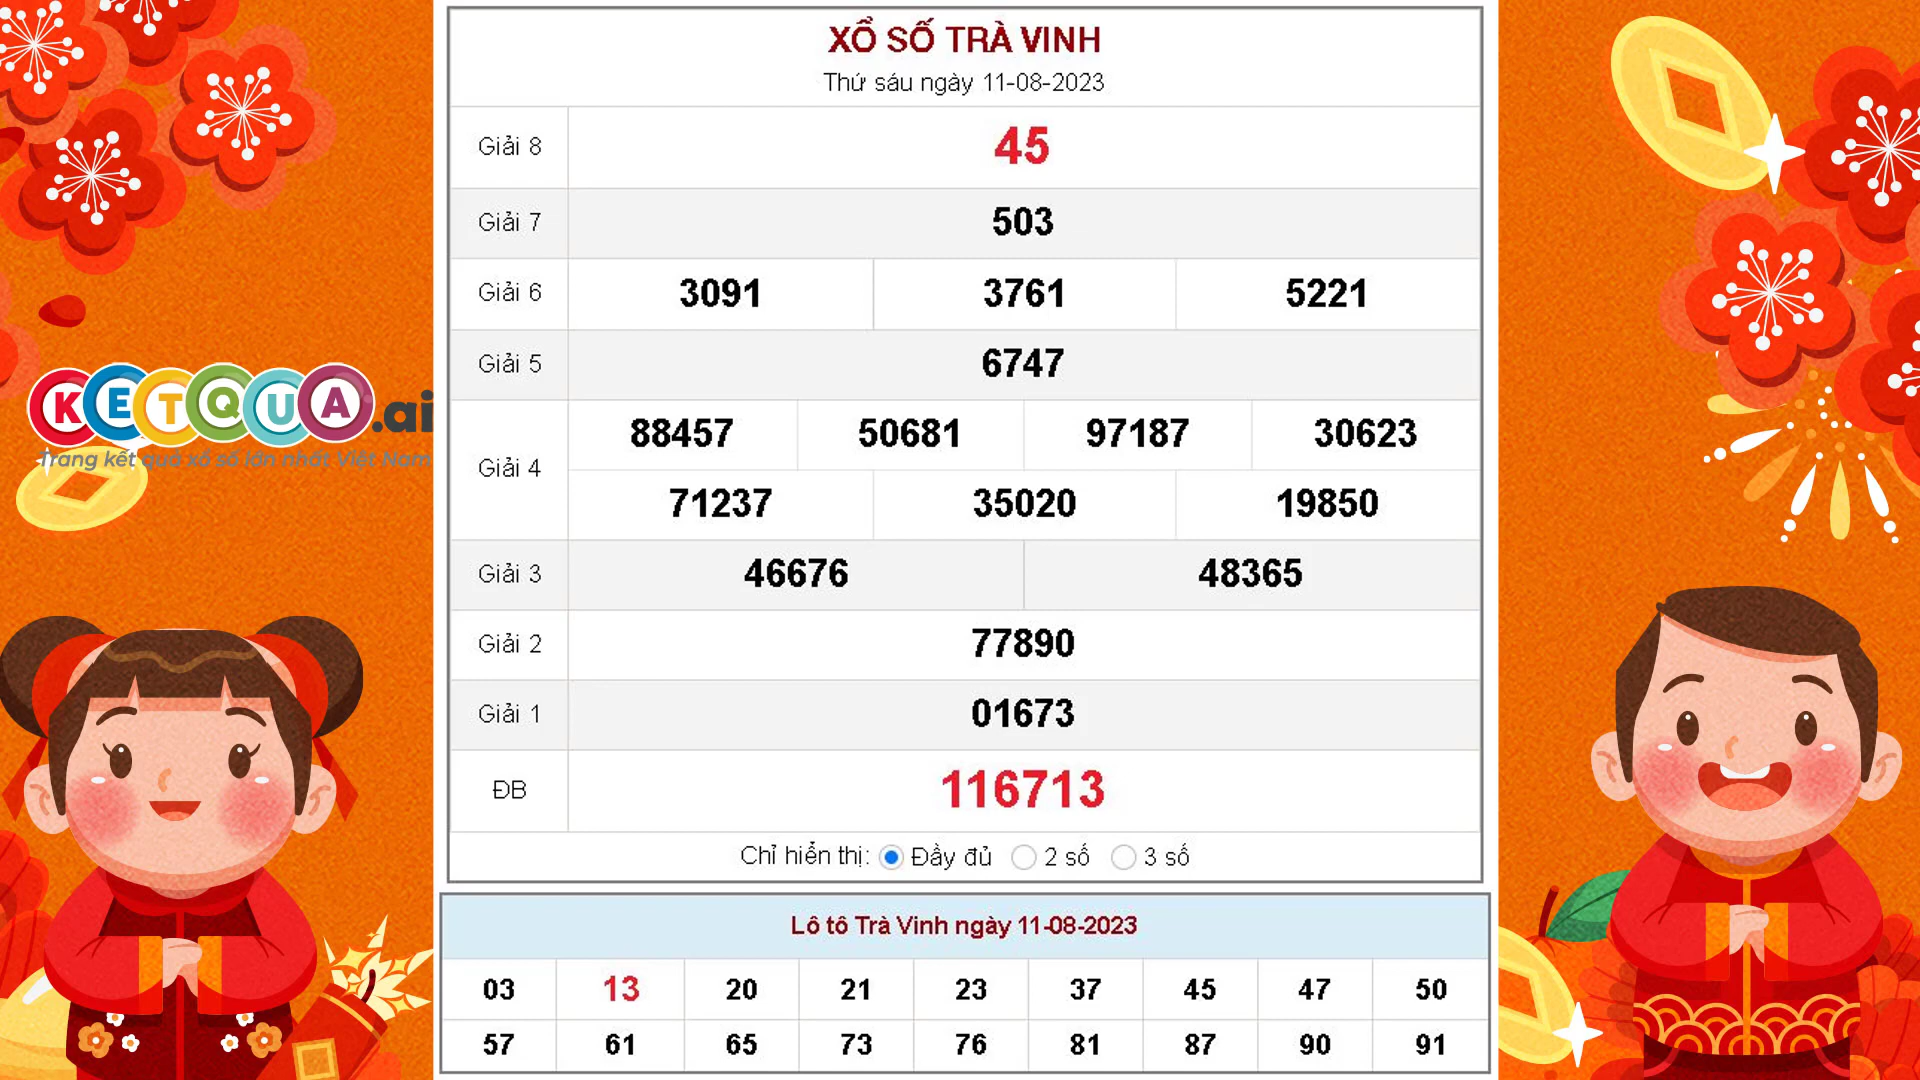 XỔ SỐ TRÀ VINH
Thứ sáu ngày 11-08-2023
Giải 8 45
Giải 7 503
Giải 6 3091 3761 5221
Giải 5 6747
Giải 4 88457 50681 97187 30623
71237 35020 19850
Giải 3 46676 48365
Giải 2 77890
Giải 1 01673
ĐB 116713
Chỉ hiển thị: Đầy đủ 2 số 3 số
Lô tô Trà Vinh ngày 11-08-2023
03 13 20 21 23 37 45 47 50
57 61 65 73 76 81 87 90 91
KETQUA.ai
Trang kết quả xổ số lớn nhất Việt Nam